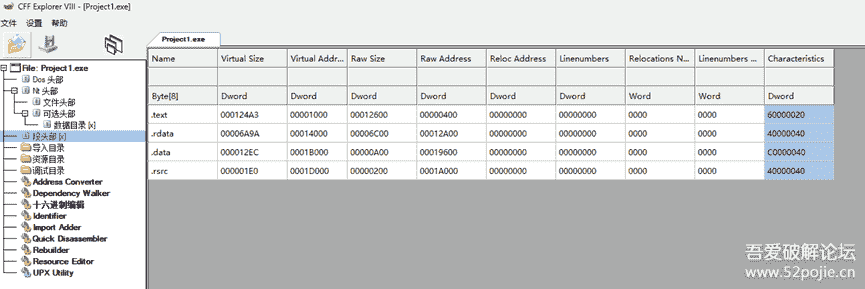 CFF Explorer VIII - [Project1.exe]
文件 设置 帮助
Project1.exe
File: Project1.exe
Dos 头部
Nt 头部
文件头部
可选头部
数据目录 [x]
段头部 [x]
导入目录
资源目录
调试目录
Address Converter
Dependency Walker
十六进制编辑
Identifier
Import Adder
Quick Disassembler
Rebuilder
Resource Editor
UPX Utility
Name Virtual Size Virtual Addr... Raw Size Raw Address Reloc Address Linenumbers Relocations N... Linenumbers ... Characteristics
Byte[8] Dword Dword Dword Dword Dword Dword Word Word Dword
.text 000124A3 00001000 00012600 00000400 00000000 00000000 0000 0000 60000020
.rdata 00006A9A 00014000 00006C00 00012A00 00000000 00000000 0000 0000 40000040
.data 000012EC 0001B000 00000A00 00019600 00000000 00000000 0000 0000 C0000040
.rsrc 000001E0 0001D000 00000200 0001A000 00000000 00000000 0000 0000 40000040
吾爱破解论坛
www.52pojie.cn